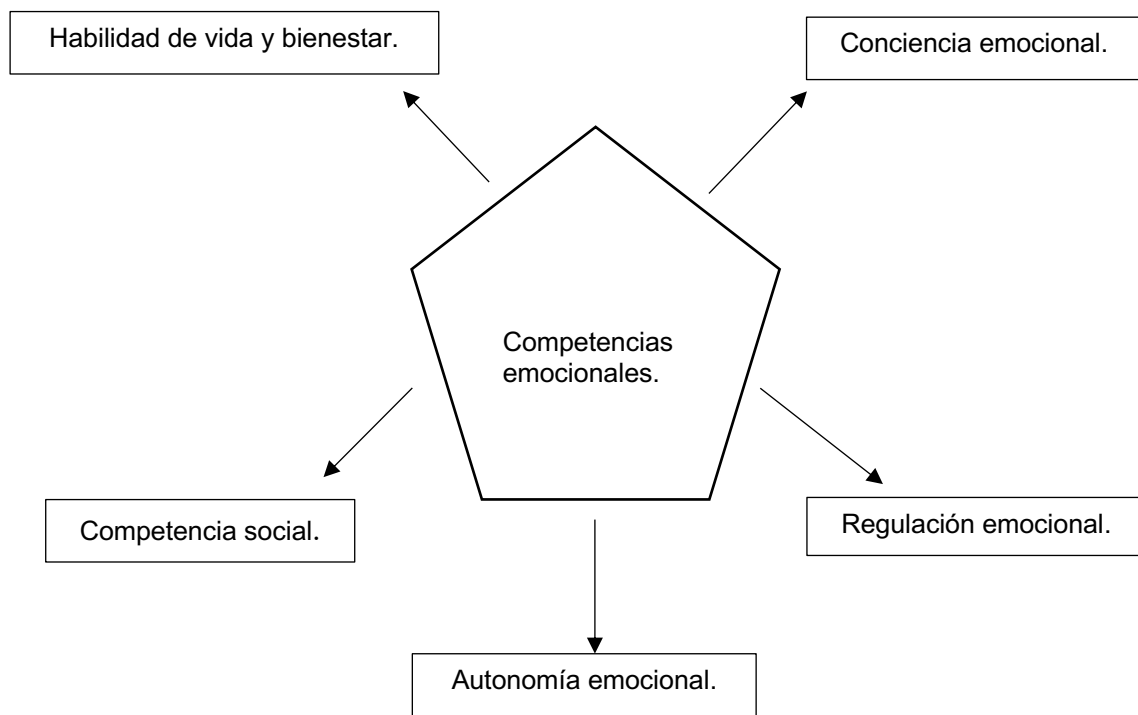 Habilidad de vida y bienestar.
Conciencia emocional.
Competencias
emocionales.
Competencia social.
Regulación emocional.
Autonomía emocional.